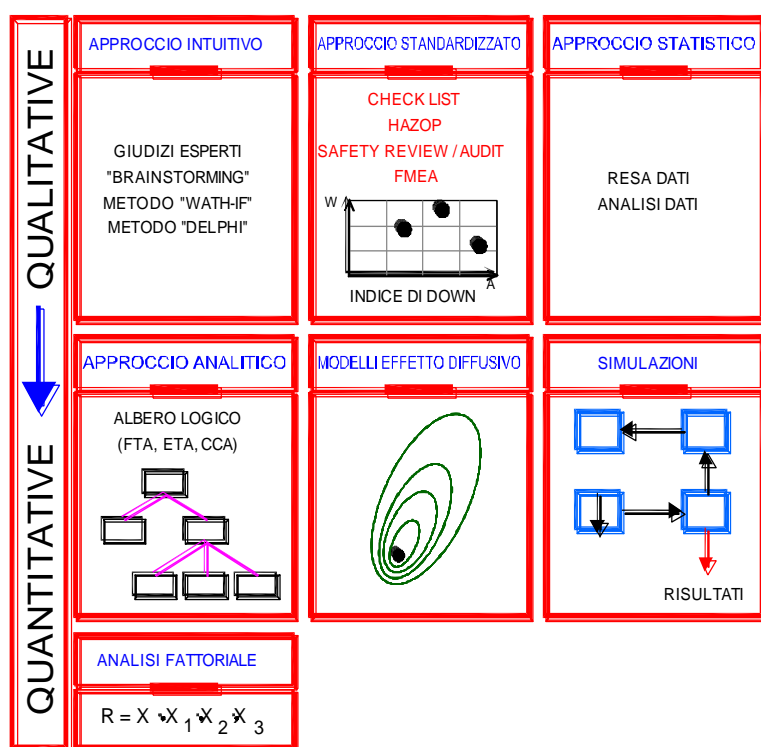 QUALITATIVE
QUANTITATIVE
APPROCCIO INTUITIVO
GIUDIZI ESPERTI
"BRAINSTORMING"
METODO "WATH-IF"
METODO "DELPHI"
APPROCCIO STANDARDIZZATO
CHECK LIST
HAZOP
SAFETY REVIEW / AUDIT
FMEA
W
A
INDICE DI DOWN
APPROCCIO STATISTICO
RESA DATI
ANALISI DATI
APPROCCIO ANALITICO
ALBERO LOGICO
(FTA, ETA, CCA)
MODELLI EFFETTO DIFFUSIVO
SIMULAZIONI
RISULTATI
ANALISI FATTORIALE
R = X · X 1 · X 2 · X 3